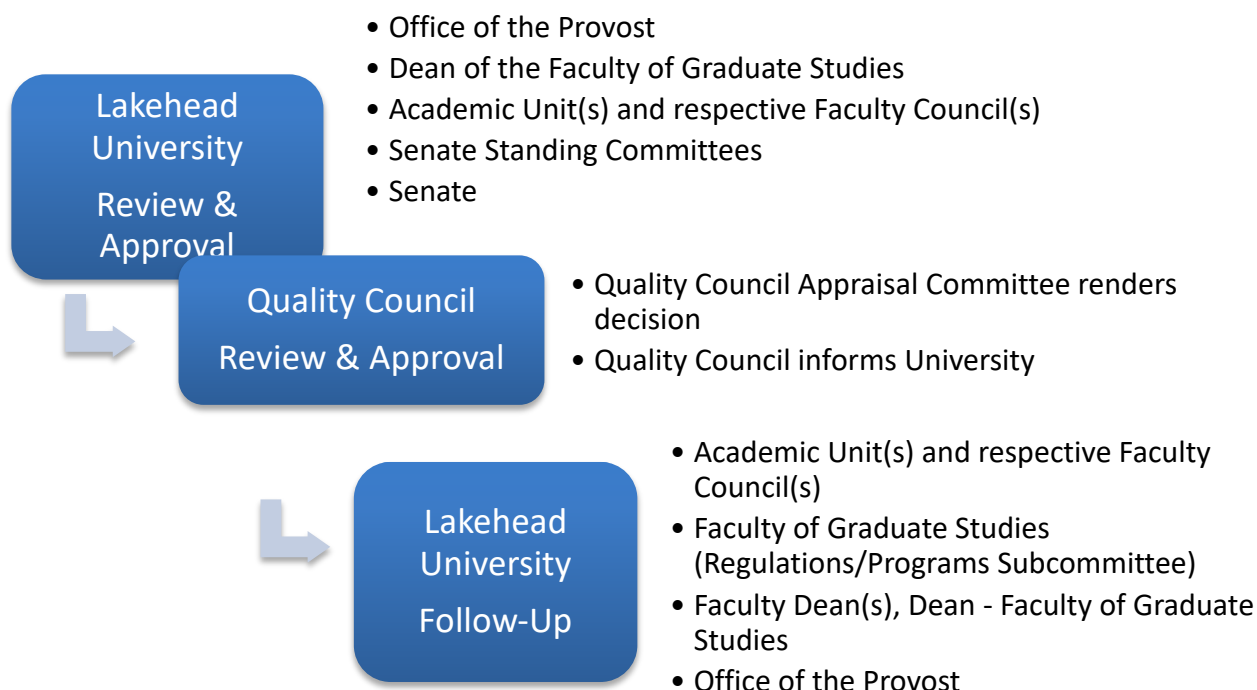 • Office of the Provost
• Dean of the Faculty of Graduate Studies
• Academic Unit(s) and respective Faculty Council(s)
• Senate Standing Committees
• Senate
Lakehead
University
Review &
Approval
Quality Council
Review & Approval
• Quality Council Appraisal Committee renders
decision
• Quality Council informs University
Lakehead
University
Follow-Up
• Academic Unit(s) and respective Faculty
Council(s)
• Faculty of Graduate Studies
(Regulations/Programs Subcommittee)
• Faculty Dean(s), Dean - Faculty of Graduate
Studies
• Office of the Provost